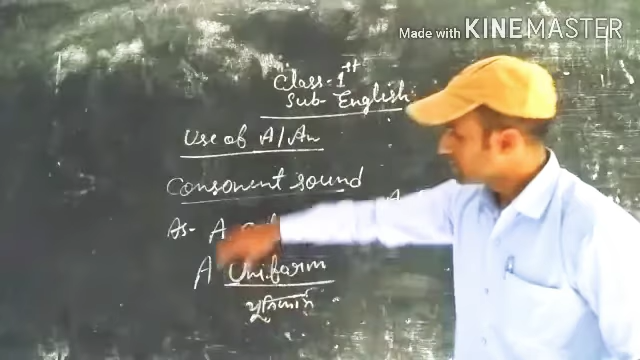 Made with KINEMASTER
Class-1st
Sub- English
Use of A/An
Consonent sound
As- A
A Uniform
यूनिफार्म